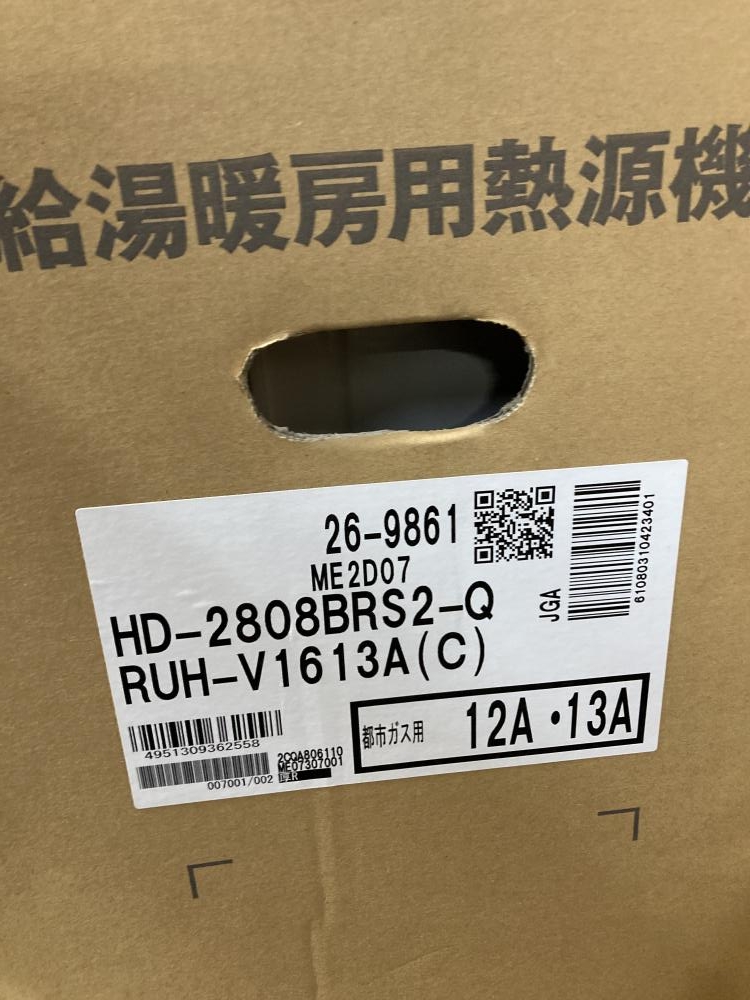 給湯暖房用熱源機
26-9861
ME2D07
HD-2808BRS2-Q
RUH-V1613A(C)
JGA
61080310423401
4951309362558
都市ガス用 12A・13A
2CQA806110
ME07307001
007001/002